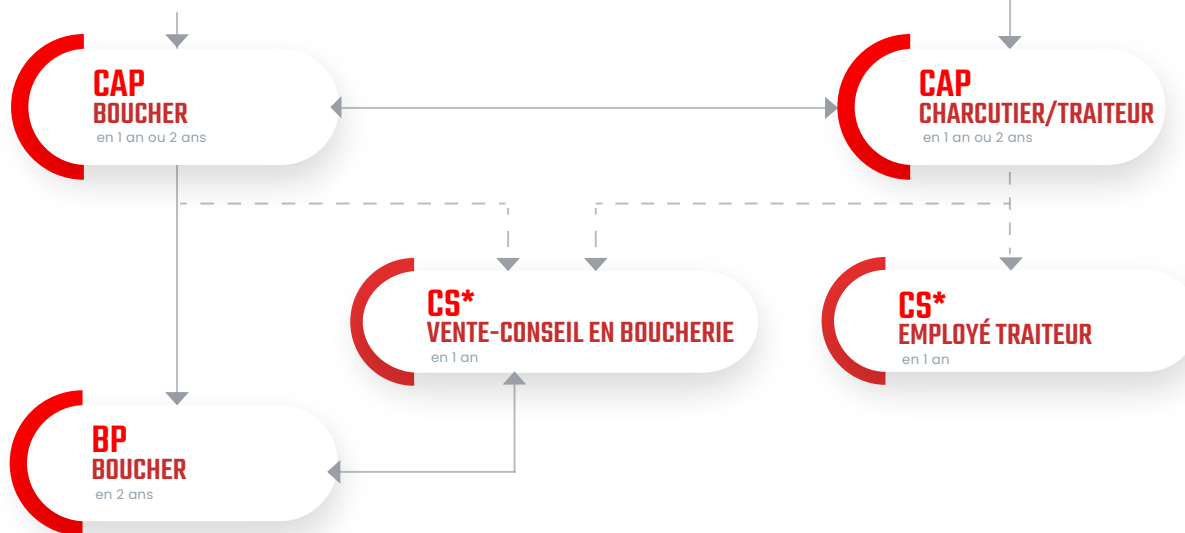 CAP
BOUCHER
en 1 an ou 2 ans
CAP
CHARCUTIER/TRAITEUR
en 1 an ou 2 ans
CS*
VENTE-CONSEIL EN BOUCHERIE
en 1 an
CS*
EMPLOYÉ TRAITEUR
en 1 an
BP
BOUCHER
en 2 ans